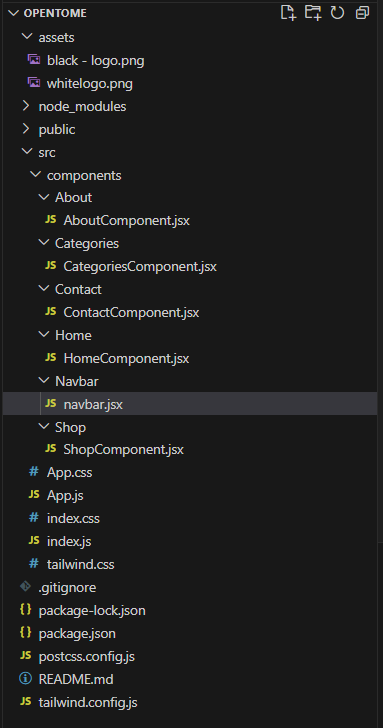 OPENTOME
assets
black - logo.png
whitelogo.png
node_modules
public
src
components
About
JS AboutComponent.jsx
Categories
JS CategoriesComponent.jsx
Contact
JS ContactComponent.jsx
Home
JS HomeComponent.jsx
Navbar
JS navbar.jsx
Shop
JS ShopComponent.jsx
# App.css
JS App.js
# index.css
JS index.js
# tailwind.css
.gitignore
{} package-lock.json
{} package.json
JS postcss.config.js
README.md
JS tailwind.config.js